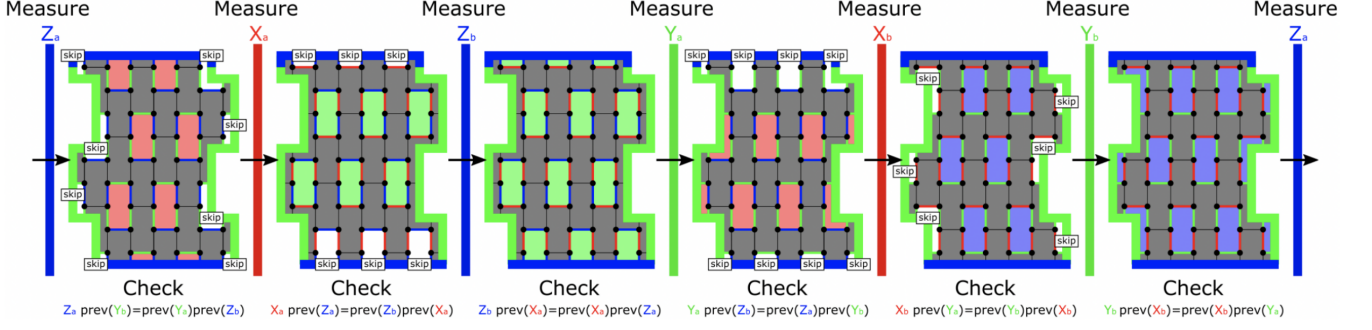 Measure Measure Measure Measure Measure Measure Measure
Za Xa Zb Ya Xb Yb Za
skip skip skip skip skip skip skip skip skip
skip
skip
skip
skip skip
skip
skip
skip skip
skip
skip skip skip skip skip skip skip skip skip
Check Check Check Check Check Check
Za prev(Yb)=prev(Ya)prev(Zb) Xa prev(Za)=prev(Zb)prev(Xa) Zb prev(Xa)=prev(Xa)prev(Za) Ya prev(Zb)=prev(Za)prev(Yb) Xb prev(Ya)=prev(Yb)prev(Xb) Yb prev(Xb)=prev(Xb)prev(Ya)